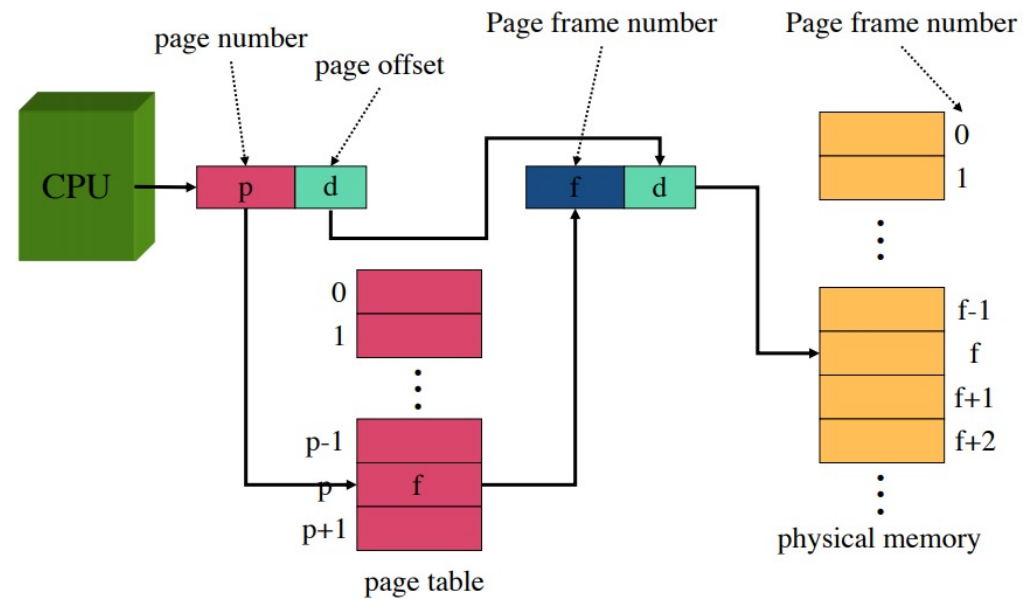 page number
page offset
Page frame number
Page frame number
CPU
p d
f d
0
1
0
1
p-1
p f
p+1
page table
f-1
f
f+1
f+2
physical memory